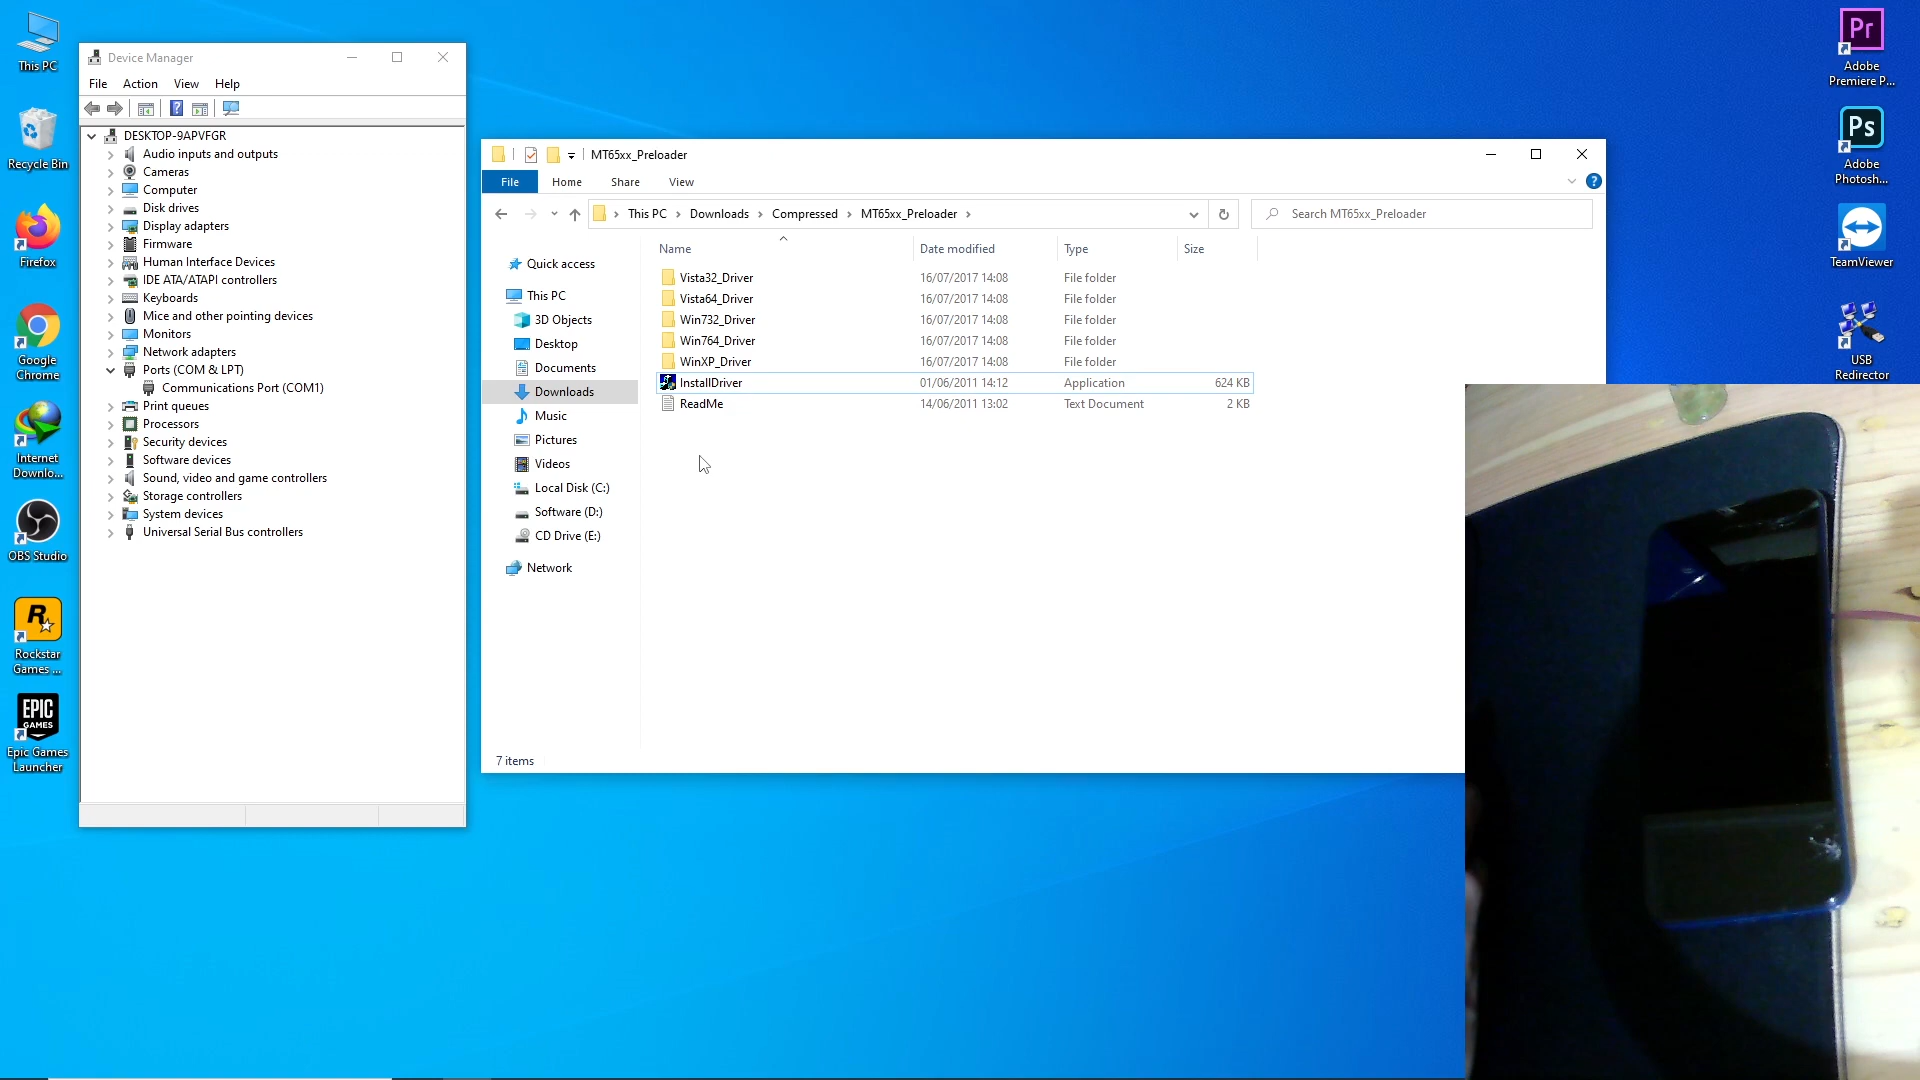 This PC
Recycle Bin
Firefox
Google
Chrome
Internet
Downlo...
OBS Studio
Rockstar
Games ...
EPIC
GAMES
Epic Games
Launcher
Device Manager
File Action View Help
DESKTOP-9APVFGR
Audio inputs and outputs
Cameras
Computer
Disk drives
Display adapters
Firmware
Human Interface Devices
IDE ATA/ATAPI controllers
Keyboards
Mice and other pointing devices
Monitors
Network adapters
Ports (COM & LPT)
Communications Port (COM1)
Print queues
Processors
Security devices
Software devices
Sound, video and game controllers
Storage controllers
System devices
Universal Serial Bus controllers
MT65xx_Preloader
File Home Share View
This PC Downloads Compressed MT65xx_Preloader
Search MT65xx_Preloader
Quick access
This PC
3D Objects
Desktop
Documents
Downloads
Music
Pictures
Videos
Local Disk (C:)
Software (D:)
CD Drive (E:)
Network
Name Date modified Type Size
Vista32_Driver 16/07/2017 14:08 File folder
Vista64_Driver 16/07/2017 14:08 File folder
Win732_Driver 16/07/2017 14:08 File folder
Win764_Driver 16/07/2017 14:08 File folder
WinXP_Driver 16/07/2017 14:08 File folder
InstallDriver 01/06/2011 14:12 Application 624 KB
ReadMe 14/06/2011 13:02 Text Document 2 KB
7 items
Pr
Adobe
Premiere P...
Ps
Adobe
Photosh...
TeamViewer
USB
Redirector